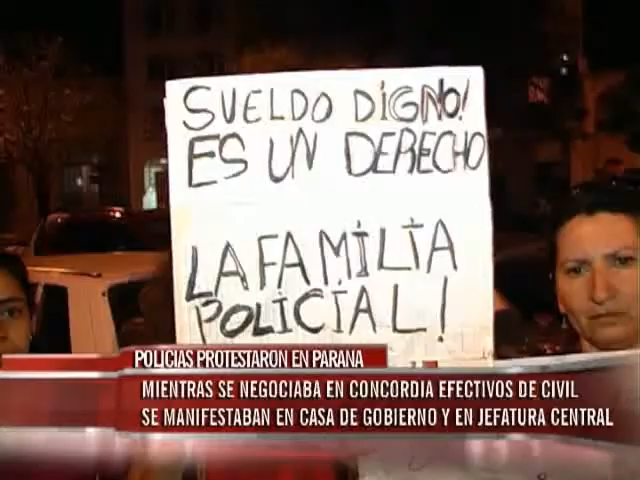 SUELDO DIGNO!
ES UN DERECHO
LA FAMILIA
POLICIAL!
POLICIAS PROTESTARON EN PARANA
MIENTRAS SE NEGOCIABA EN CONCORDIA EFECTIVOS DE CIVIL
SE MANIFESTABAN EN CASA DE GOBIERNO Y EN JEFATURA CENTRAL